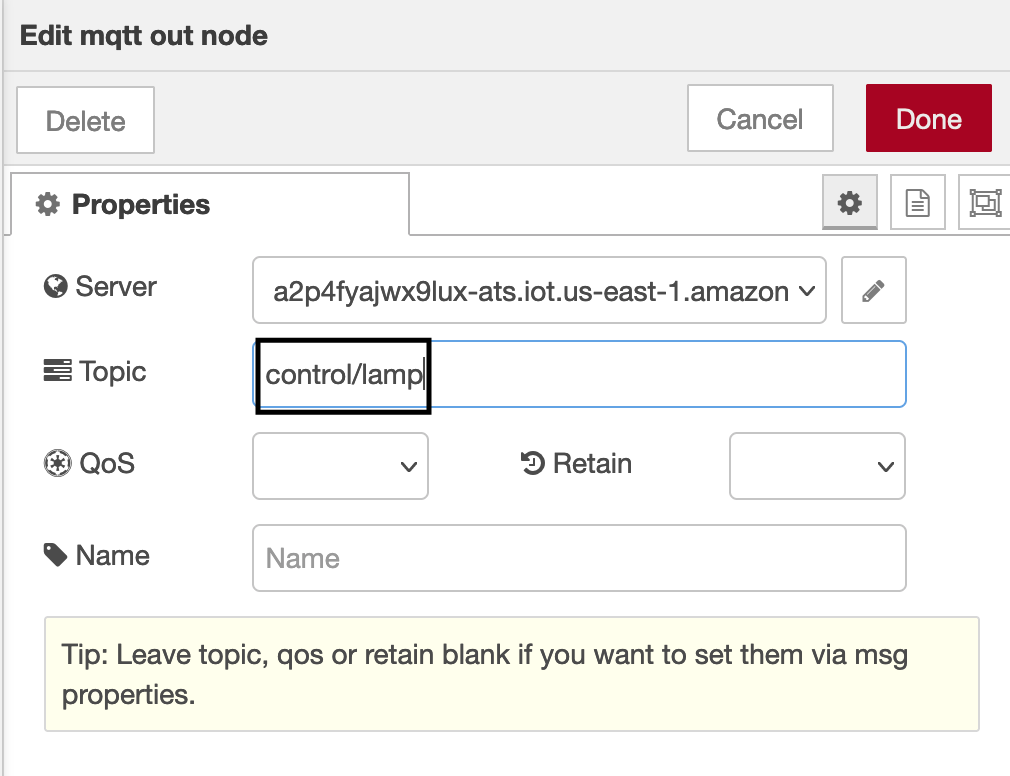 Edit mqtt out node
Delete
Cancel
Done
Properties
Server
a2p4fyajwx9lux-ats.iot.us-east-1.amazon
Topic
control/lamp
QoS
Retain
Name
Name
Tip: Leave topic, qos or retain blank if you want to set them via msg
properties.